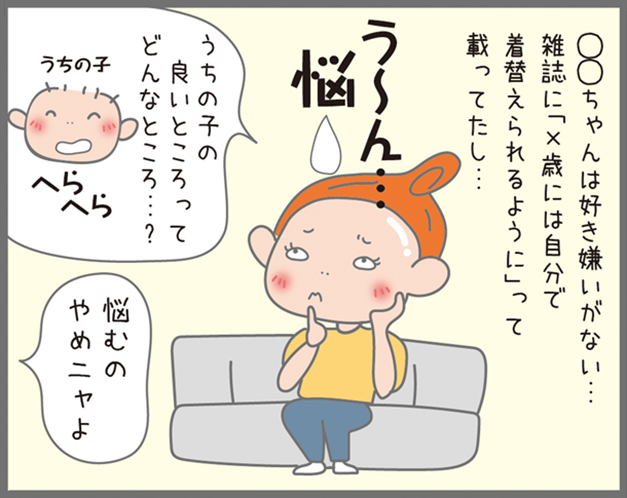 〇〇ちゃんは好き嫌いがない…
雑誌に「×歳には自分で
着替えられるように」って
載ってたし…
う〜ん…
悩
うちの子の
良いところって
どんなところ…?
うちの子
へら
へら
悩むの
やめニャよ